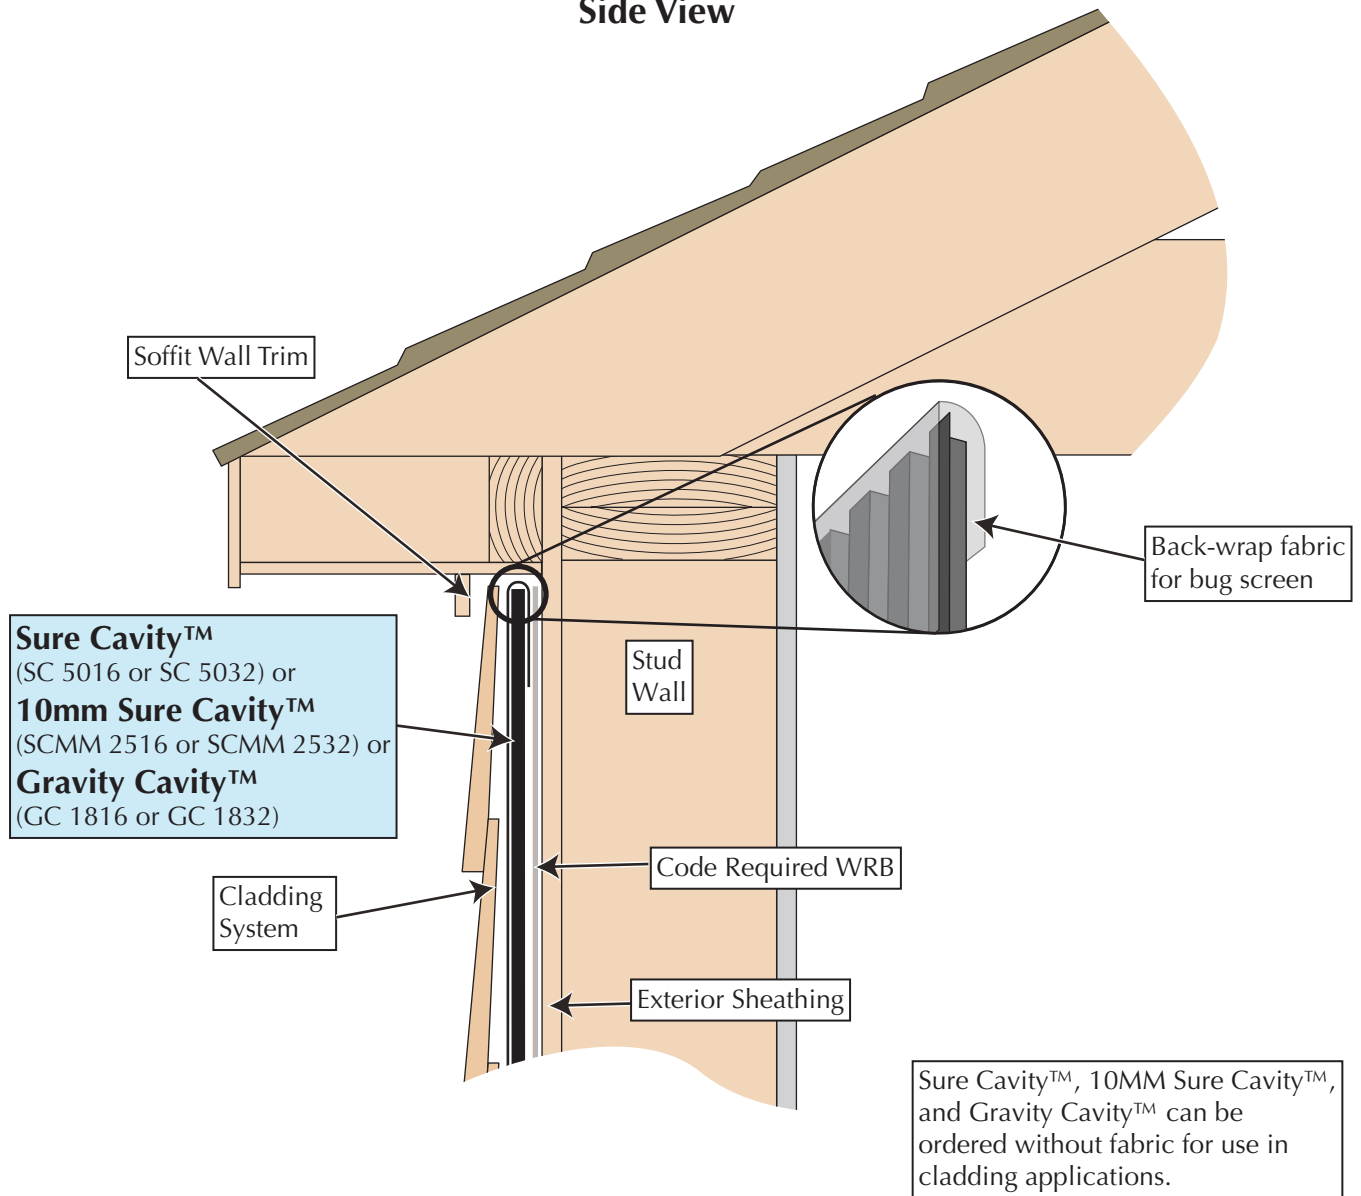 Side View
Soffit Wall Trim
Back-wrap fabric
for bug screen
Sure Cavity™
(SC 5016 or SC 5032) or
10mm Sure Cavity™
(SCMM 2516 or SCMM 2532) or
Gravity Cavity™
(GC 1816 or GC 1832)
Stud
Wall
Code Required WRB
Cladding
System
Exterior Sheathing
Sure Cavity™, 10MM Sure Cavity™,
and Gravity Cavity™ can be
ordered without fabric for use in
cladding applications.